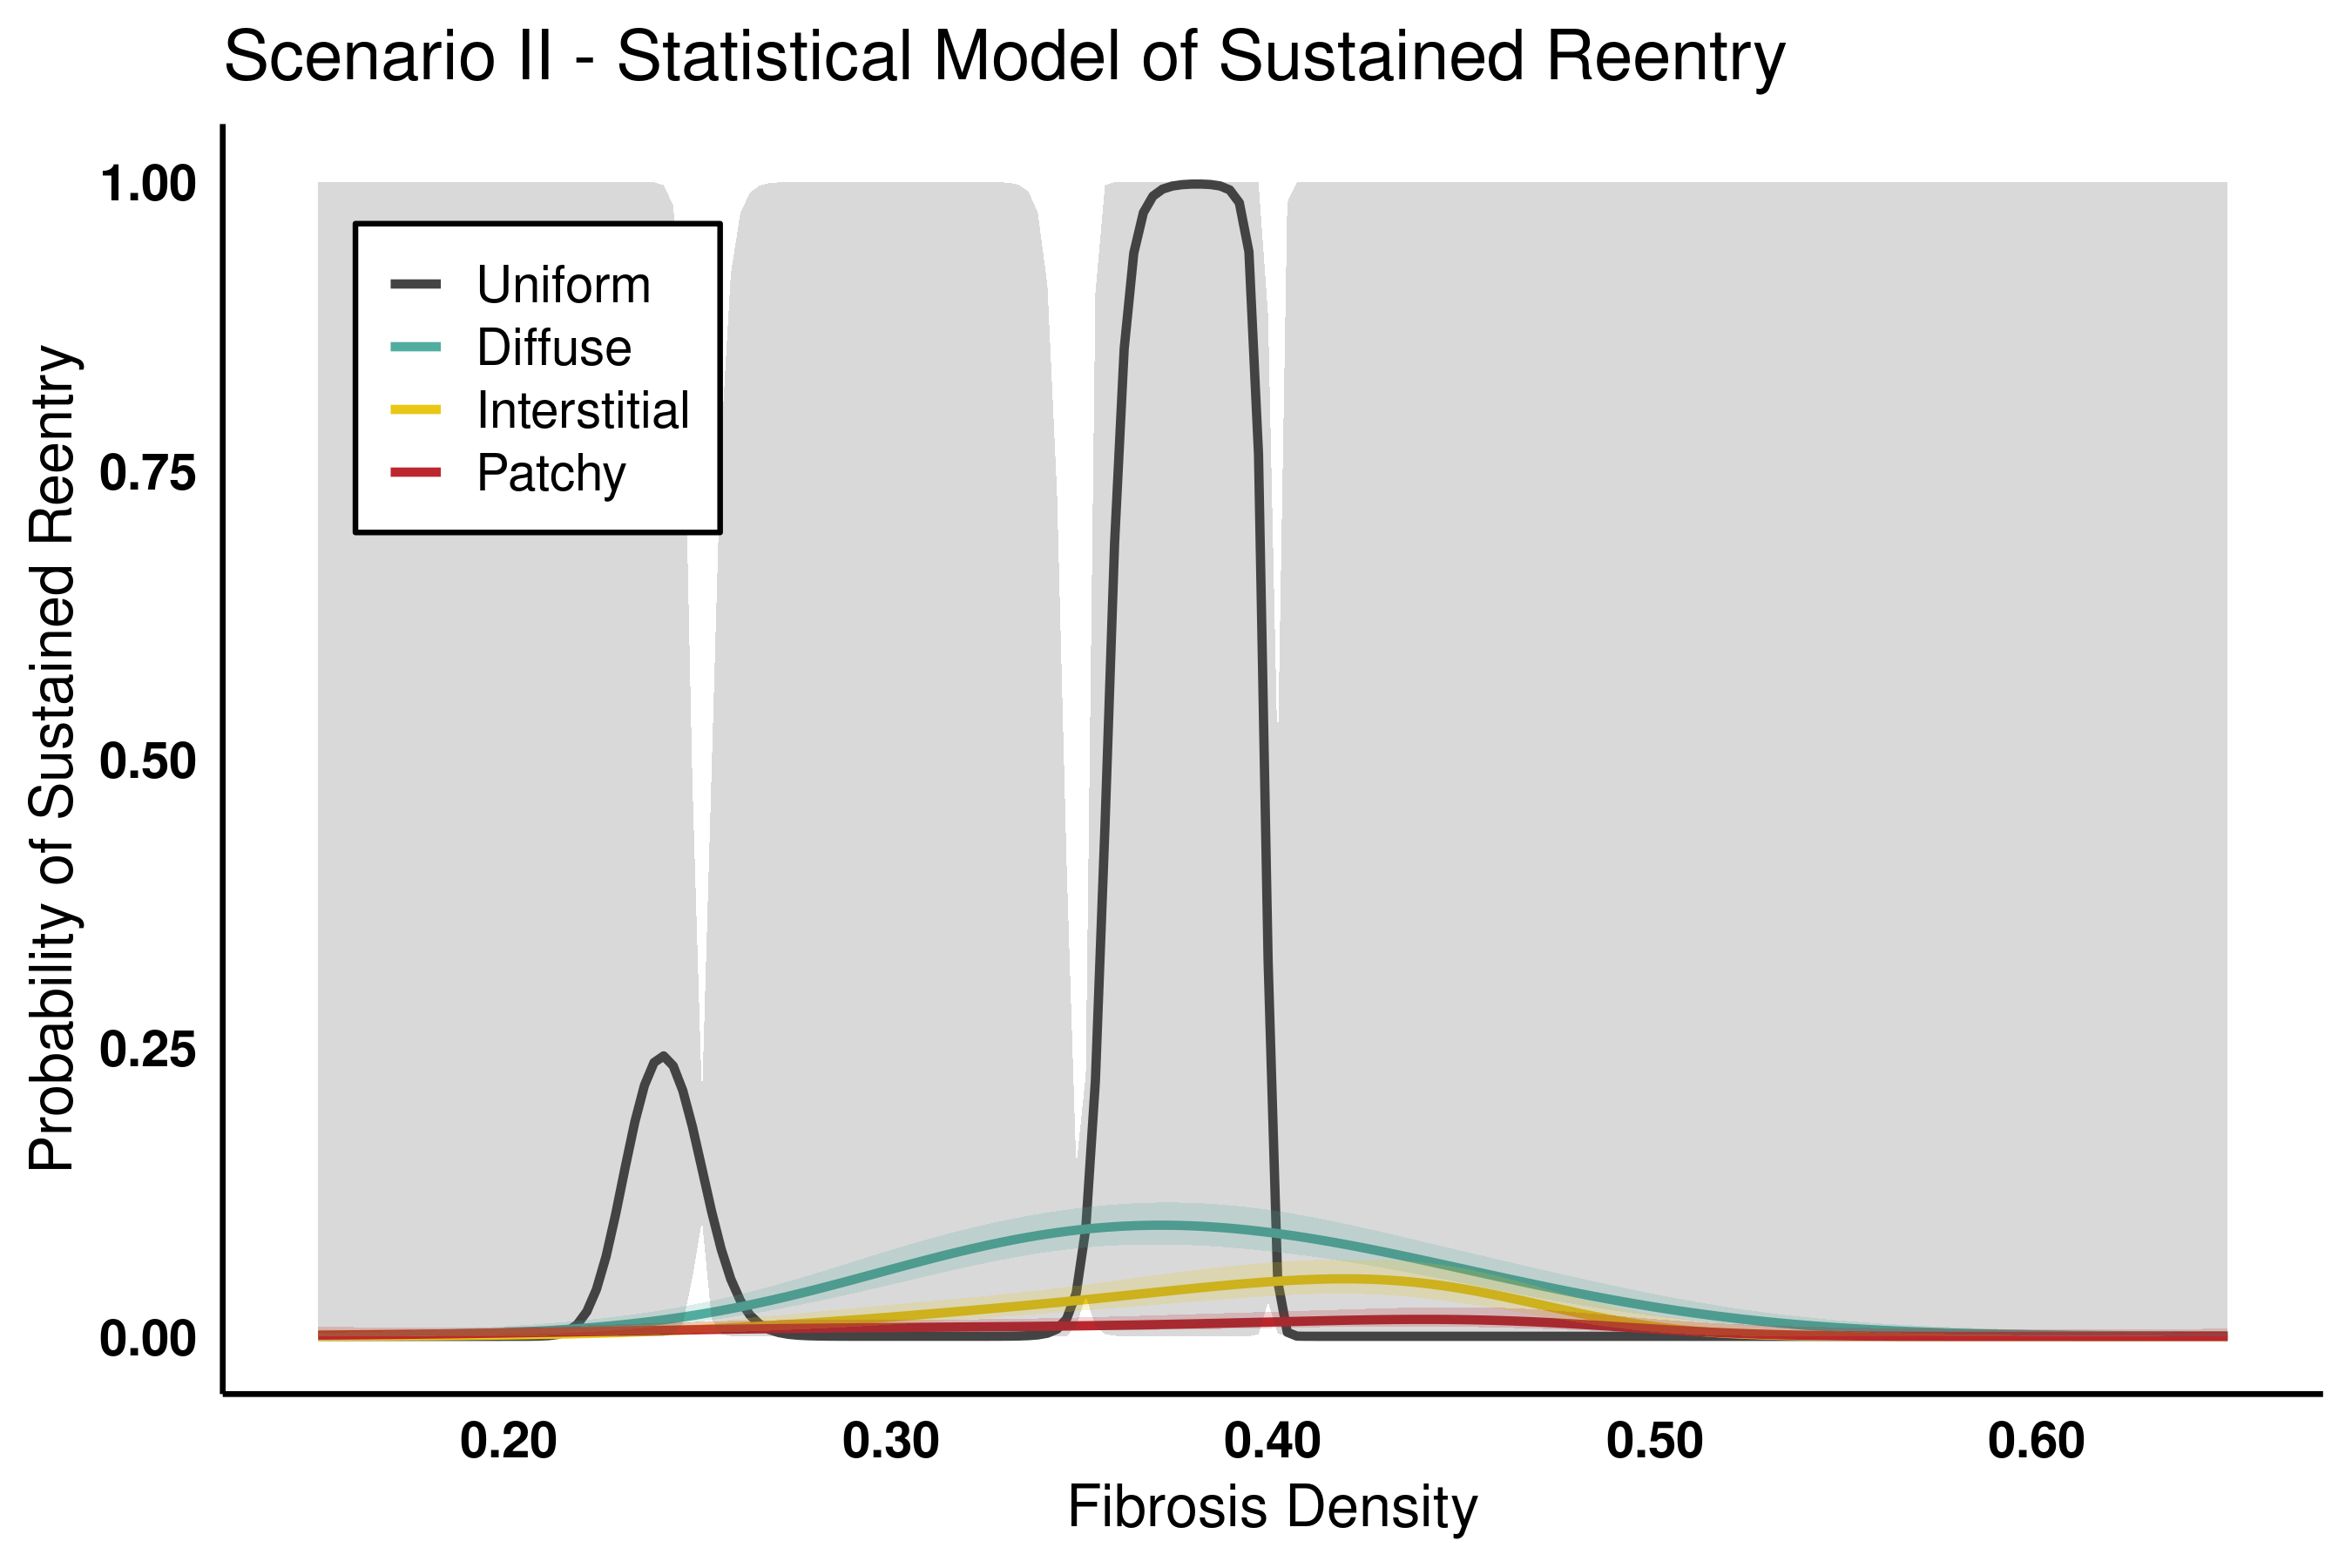 Scenario II - Statistical Model of Sustained Reentry
Probability of Sustained Reentry
1.00
0.75
0.50
0.25
0.00
Uniform
Diffuse
Interstitial
Patchy
0.20 0.30 0.40 0.50 0.60
Fibrosis Density